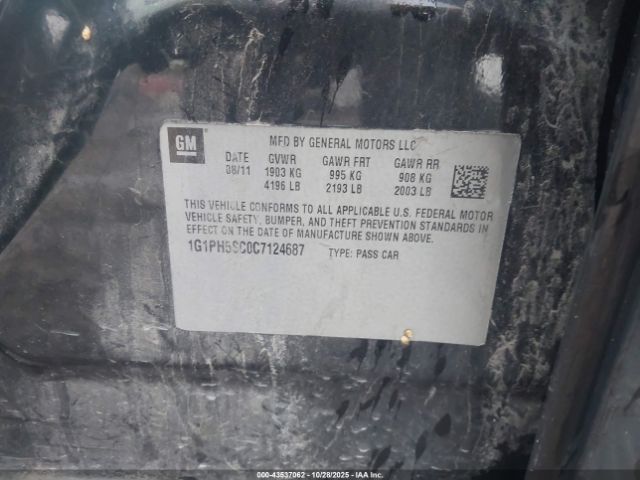 GM
MFD BY GENERAL MOTORS LLC
DATE GVWR GAWR FRT GAWR RR
08/11 1903 KG 995 KG 908 KG
4196 LB 2193 LB 2003 LB
THIS VEHICLE CONFORMS TO ALL APPLICABLE U.S. FEDERAL MOTOR
VEHICLE SAFETY, BUMPER, AND THEFT PREVENTION STANDARDS IN
EFFECT ON THE DATE OF MANUFACTURE SHOWN ABOVE.
1G1PH5SC0C7124687 TYPE: PASS CAR
000-43537062 | 10/28/2025 | Copyright © IAA, LLC